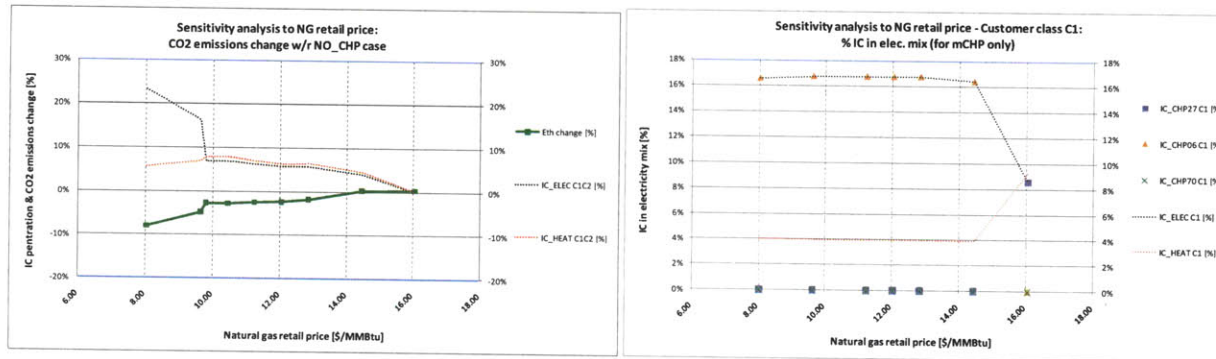 Sensitivity analysis to NG retail price:
CO2 emissions change w/r NO_CHP case
IC pentration & CO2 emissions change [%]
30%
20%
10%
0%
-10%
-20%
30%
20%
10%
0%
-10%
-20%
6.00 8.00 10.00 12.00 14.00 16.00 18.00
Natural gas retail price [$/MMBtu]
Eth change [%]
IC_ELEC C1C2 [%]
IC_HEAT C1C2 [%]
Sensitivity analysis to NG retail price - Customer class C1:
% IC in elec. mix (for mCHP only)
IC in electricity mix [%]
18%
16%
14%
12%
10%
8%
6%
4%
2%
0%
18%
16%
14%
12%
10%
8%
6%
4%
2%
0%
6.00 8.00 10.00 12.00 14.00 16.00 18.00
Natural gas retail price [$/MMBtu]
IC_CHP27 C1 [%
IC_CHP06 C1 [%
IC_CHP70 C1 [%
IC_ELEC C1 [%]
IC_HEAT C1 [%]